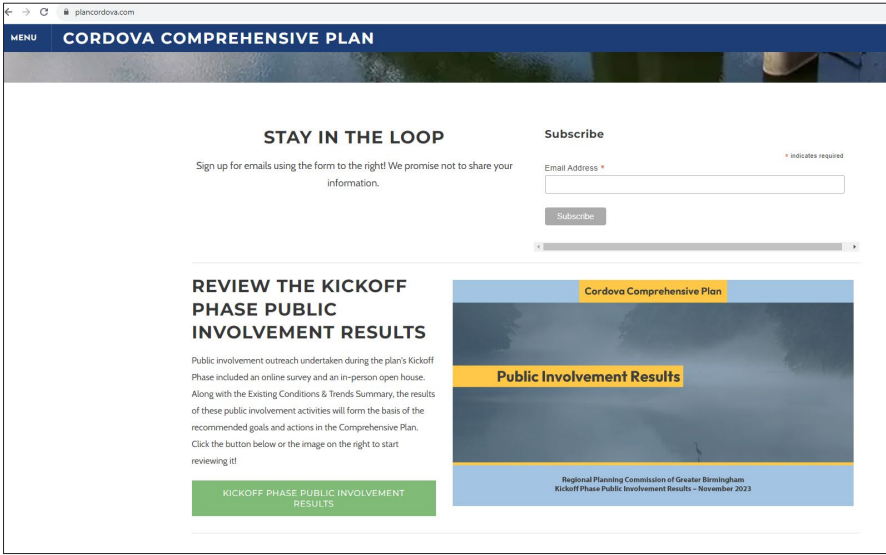 plancordova.com
MENU
CORDOVA COMPREHENSIVE PLAN
STAY IN THE LOOP
Sign up for emails using the form to the right! We promise not to share your
information.
Subscribe
* indicates required
Email Address *
Subscribe
REVIEW THE KICKOFF
PHASE PUBLIC
INVOLVEMENT RESULTS
Public involvement outreach undertaken during the plan's Kickoff
Phase included an online survey and an in-person open house.
Along with the Existing Conditions & Trends Summary, the results
of these public involvement activities will form the basis of the
recommended goals and actions in the Comprehensive Plan.
Click the button below or the image on the right to start
reviewing it!
KICKOFF PHASE PUBLIC INVOLVEMENT
RESULTS
Cordova Comprehensive Plan
Public Involvement Results
Regional Planning Commission of Greater Birmingham
Kickoff Phase Public Involvement Results – November 2023